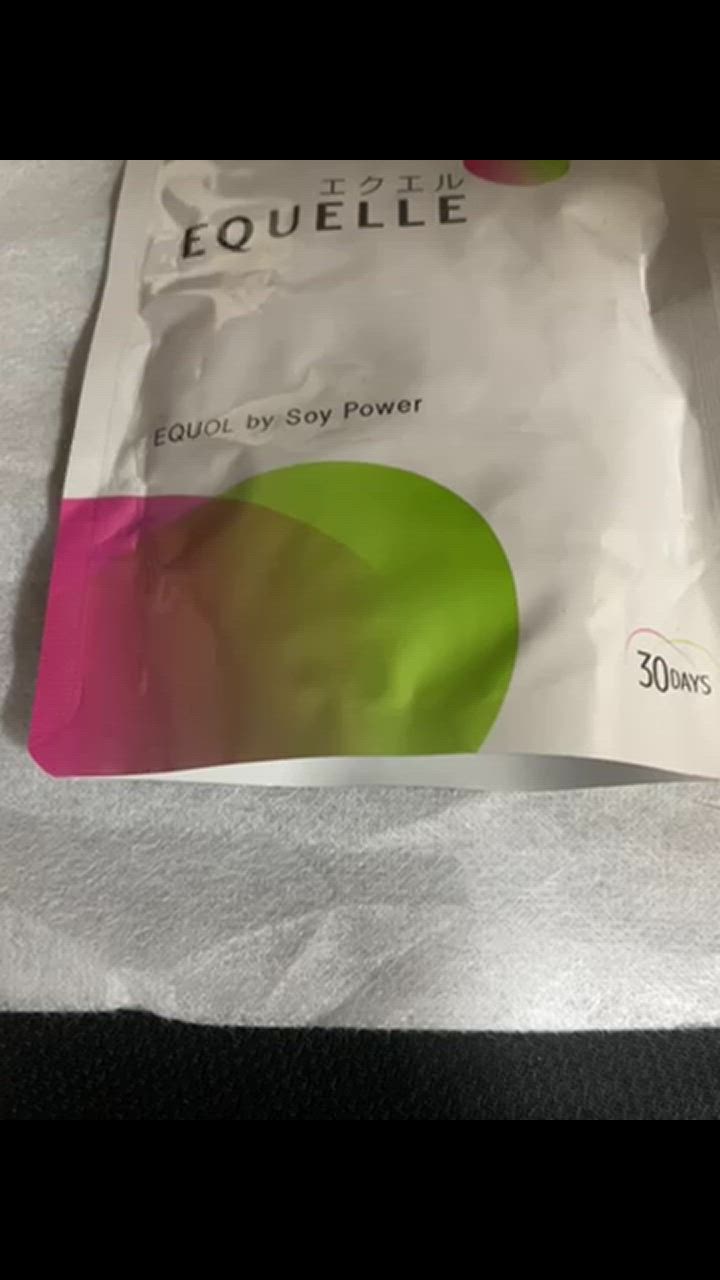 エクエル
EQUELLE
EQUOL by Soy Power
30DAYS